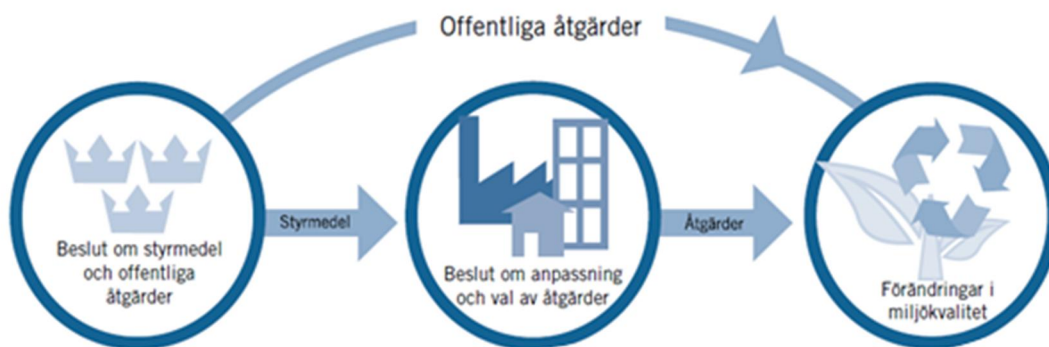 Offentliga åtgärder
Beslut om styrmedel
och offentliga
åtgärder
Styrmedel
Beslut om anpassning
och val av åtgärder
Åtgärder
Förändringar i
miljökvalitet